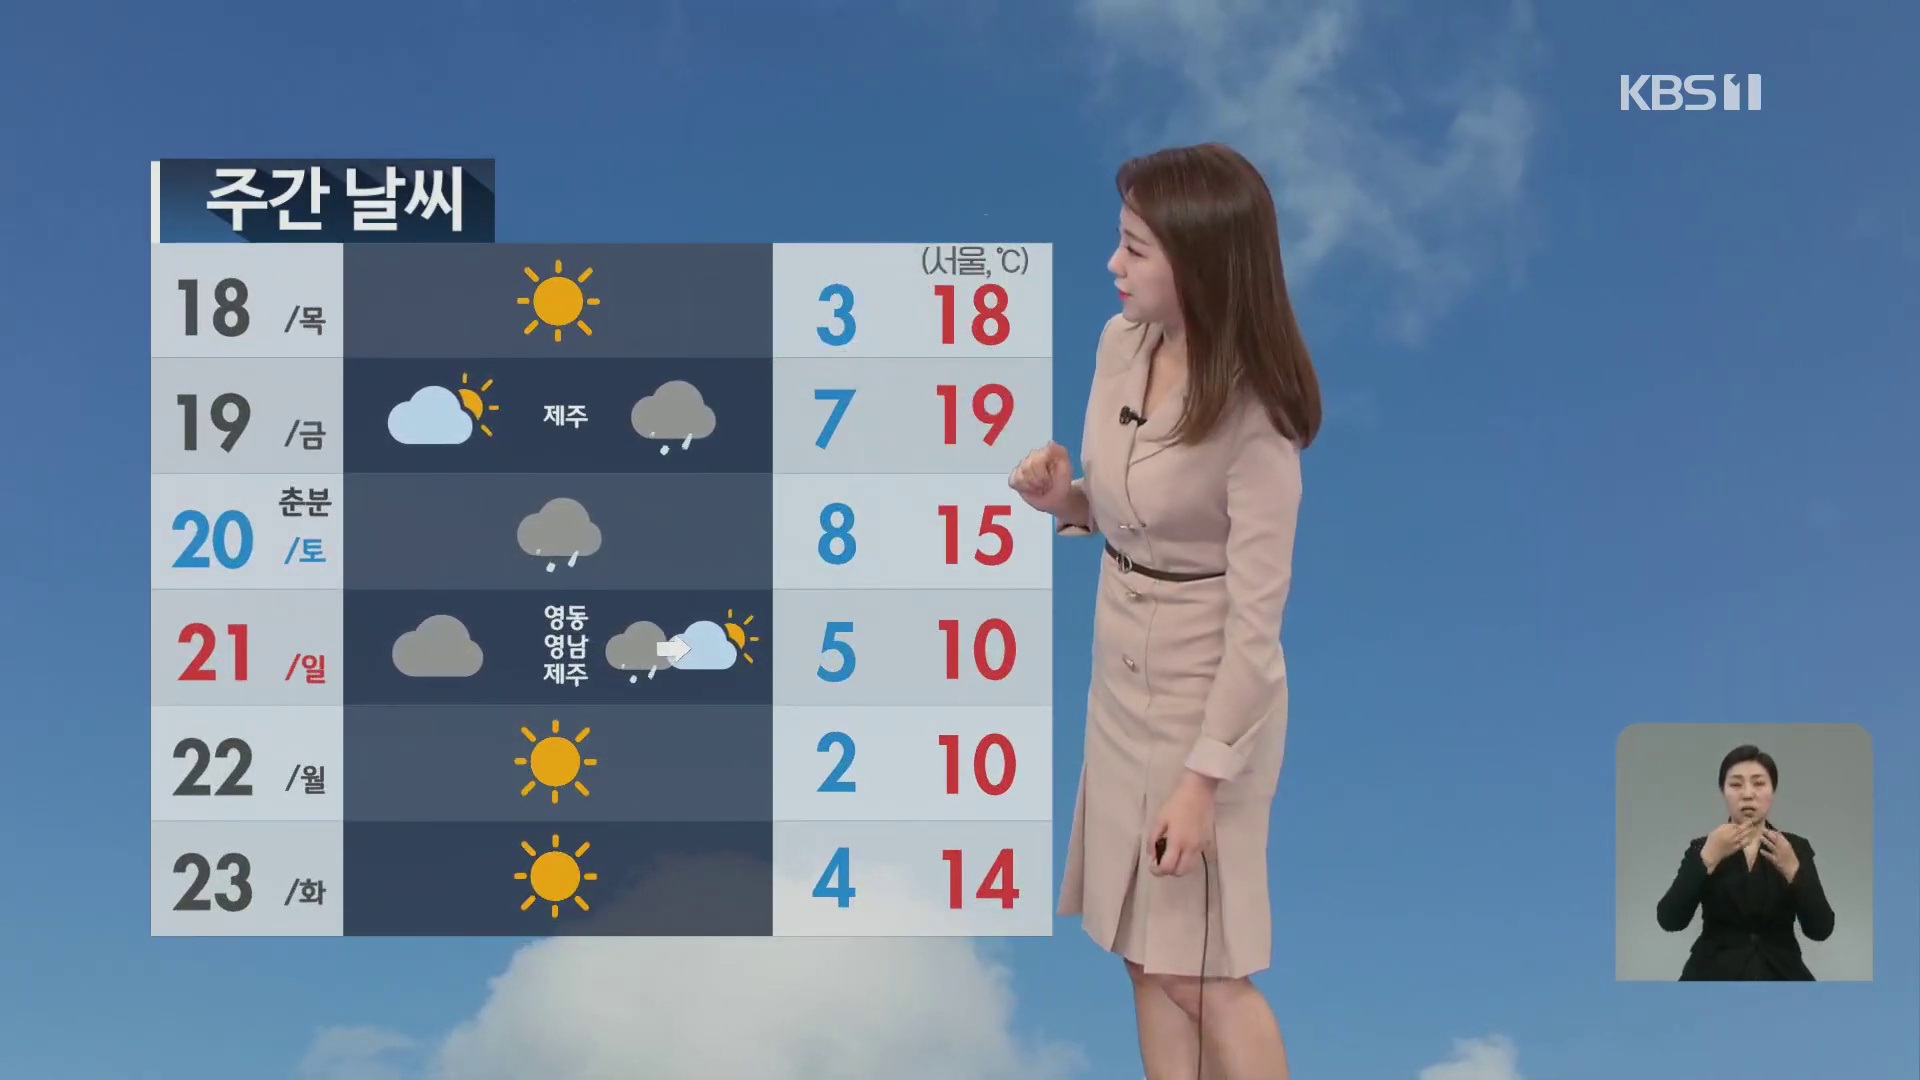 KBS 1
주간 날씨
(서울, ℃)
18 /목 3 18
19 /금 제주 7 19
20 춘분 /토 8 15
21 /일 영동 영남 제주 5 10
22 /월 2 10
23 /화 4 14